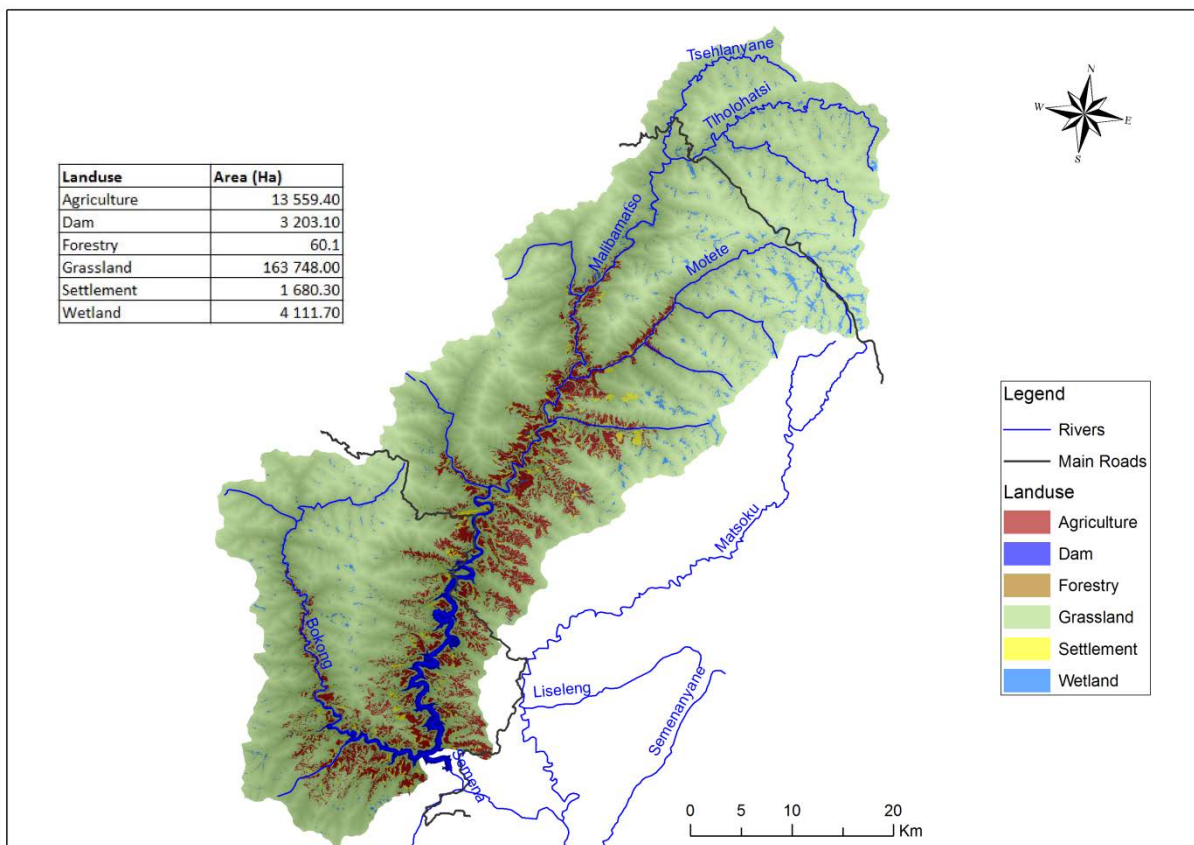 Tsehlanyane
Tlholohatsi
N
W
E
S
Landuse Area (Ha)
Agriculture 13 559.40
Dam 3 203.10
Forestry 60.1
Grassland 163 748.00
Settlement 1 680.30
Wetland 4 111.70
Malibamatso
Motete
Legend
Rivers
Main Roads
Landuse
Agriculture
Dam
Forestry
Grassland
Settlement
Wetland
Matsoku
Bokong
Liseleng
Semenanyane
Semena
0 5 10 20
Km